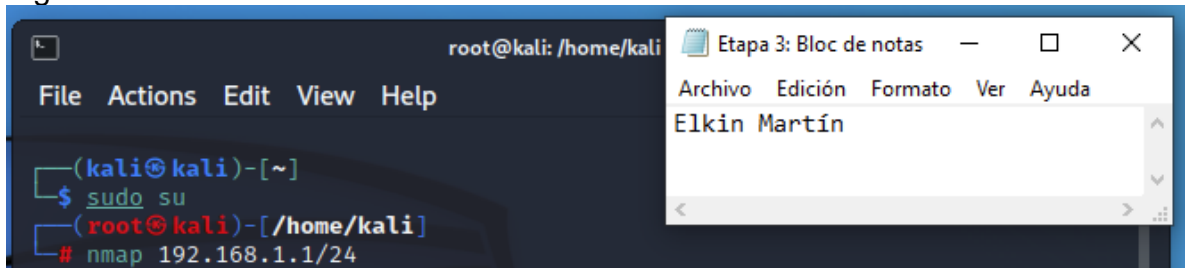 root@kali: /home/kali
File Actions Edit View Help
┌──(kali㉿kali)-[~]
└─$ sudo su
┌──(root㉿kali)-[/home/kali]
└─# nmap 192.168.1.1/24
Etapa 3: Bloc de notas
Archivo Edición Formato Ver Ayuda
Elkin Martín